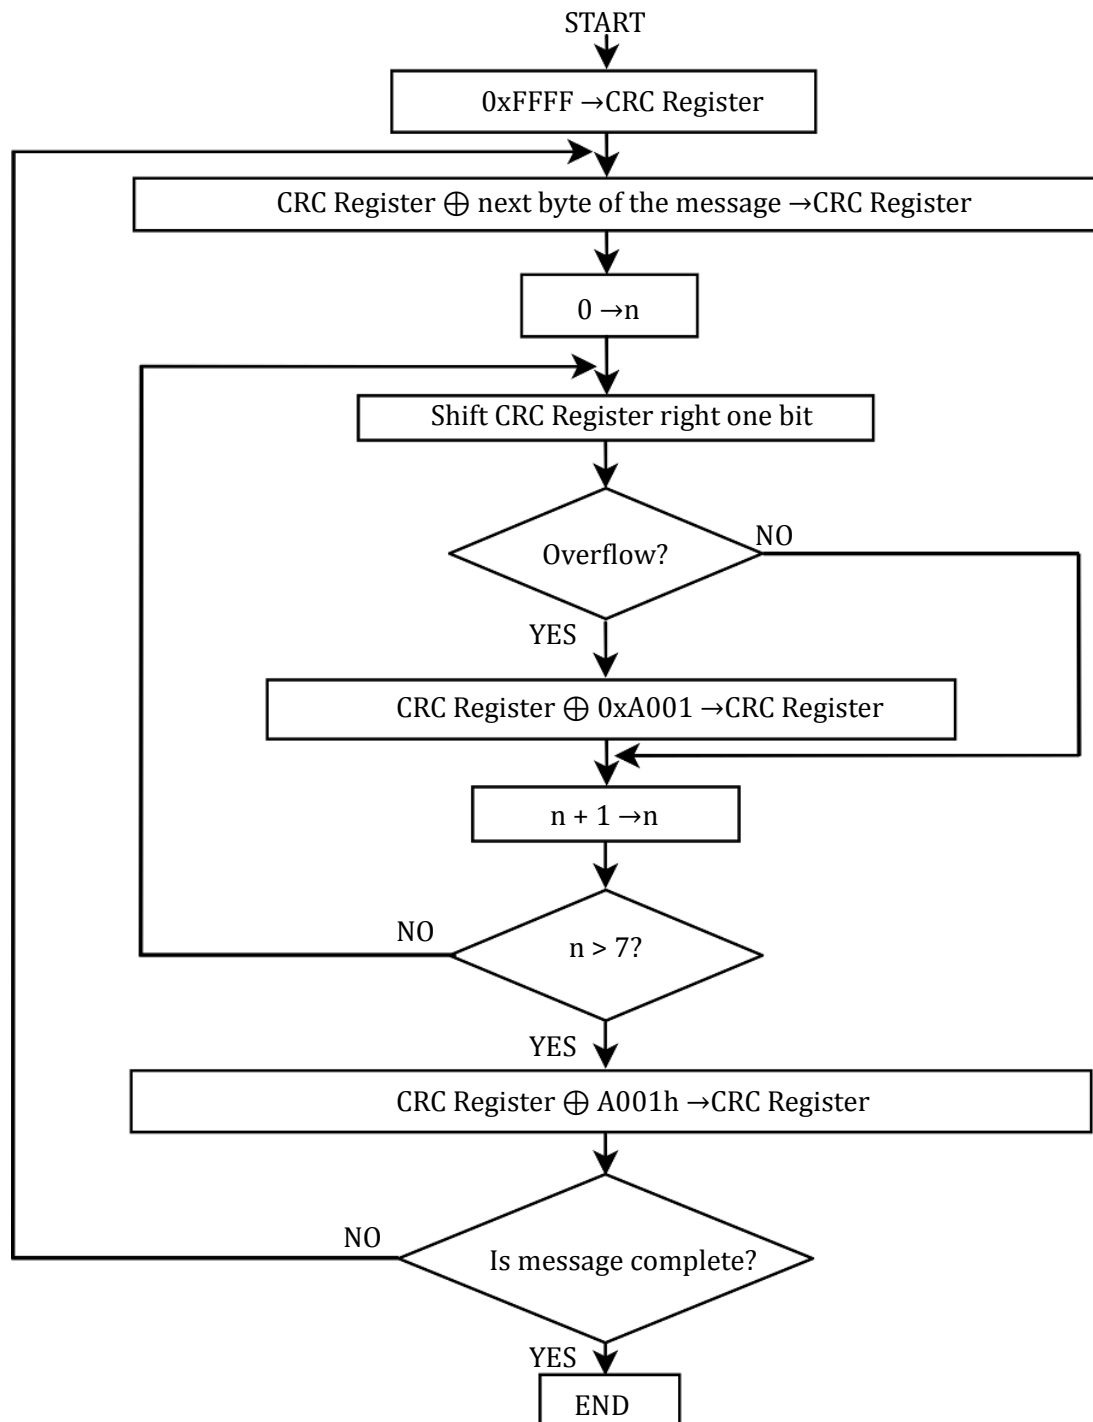 START
0xFFFF →CRC Register
CRC Register ⊕ next byte of the message →CRC Register
0 →n
Shift CRC Register right one bit
Overflow?
NO
YES
CRC Register ⊕ 0xA001 →CRC Register
n + 1 →n
n > 7?
NO
YES
CRC Register ⊕ A001h →CRC Register
Is message complete?
NO
YES
END